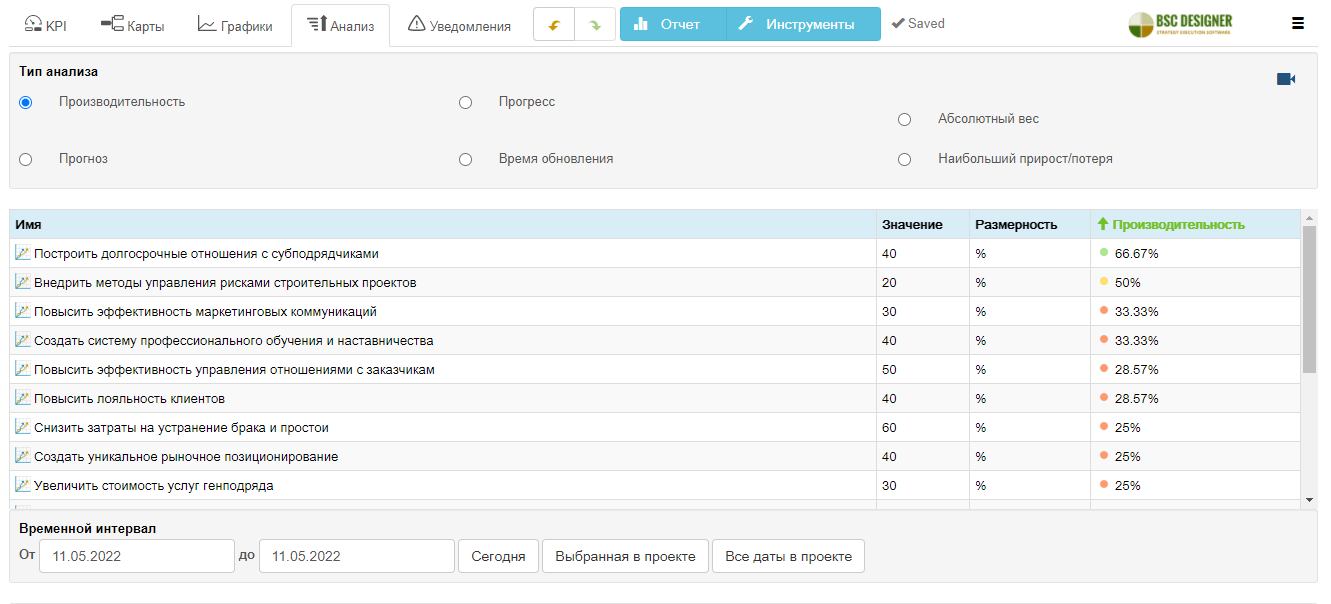 KPI Карты Графики Анализ Уведомления Отчет Инструменты Saved BSC DESIGNER
STRATEGY EXECUTION SOFTWARE
Тип анализа
Производительность Прогресс
Абсолютный вес
Прогноз Время обновления Наибольший прирост/потеря
Имя Значение Размерность Производительность
Построить долгосрочные отношения с субподрядчиками 40 % 66.67%
Внедрить методы управления рисками строительных проектов 20 % 50%
Повысить эффективность маркетинговых коммуникаций 30 % 33.33%
Создать систему профессионального обучения и наставничества 40 % 33.33%
Повысить эффективность управления отношениями с заказчикам 50 % 28.57%
Повысить лояльность клиентов 40 % 28.57%
Снизить затраты на устранение брака и простои 60 % 25%
Создать уникальное рыночное позиционирование 40 % 25%
Увеличить стоимость услуг генподряда 30 % 25%
Временной интервал
От 11.05.2022 до 11.05.2022 Сегодня Выбранная в проекте Все даты в проекте